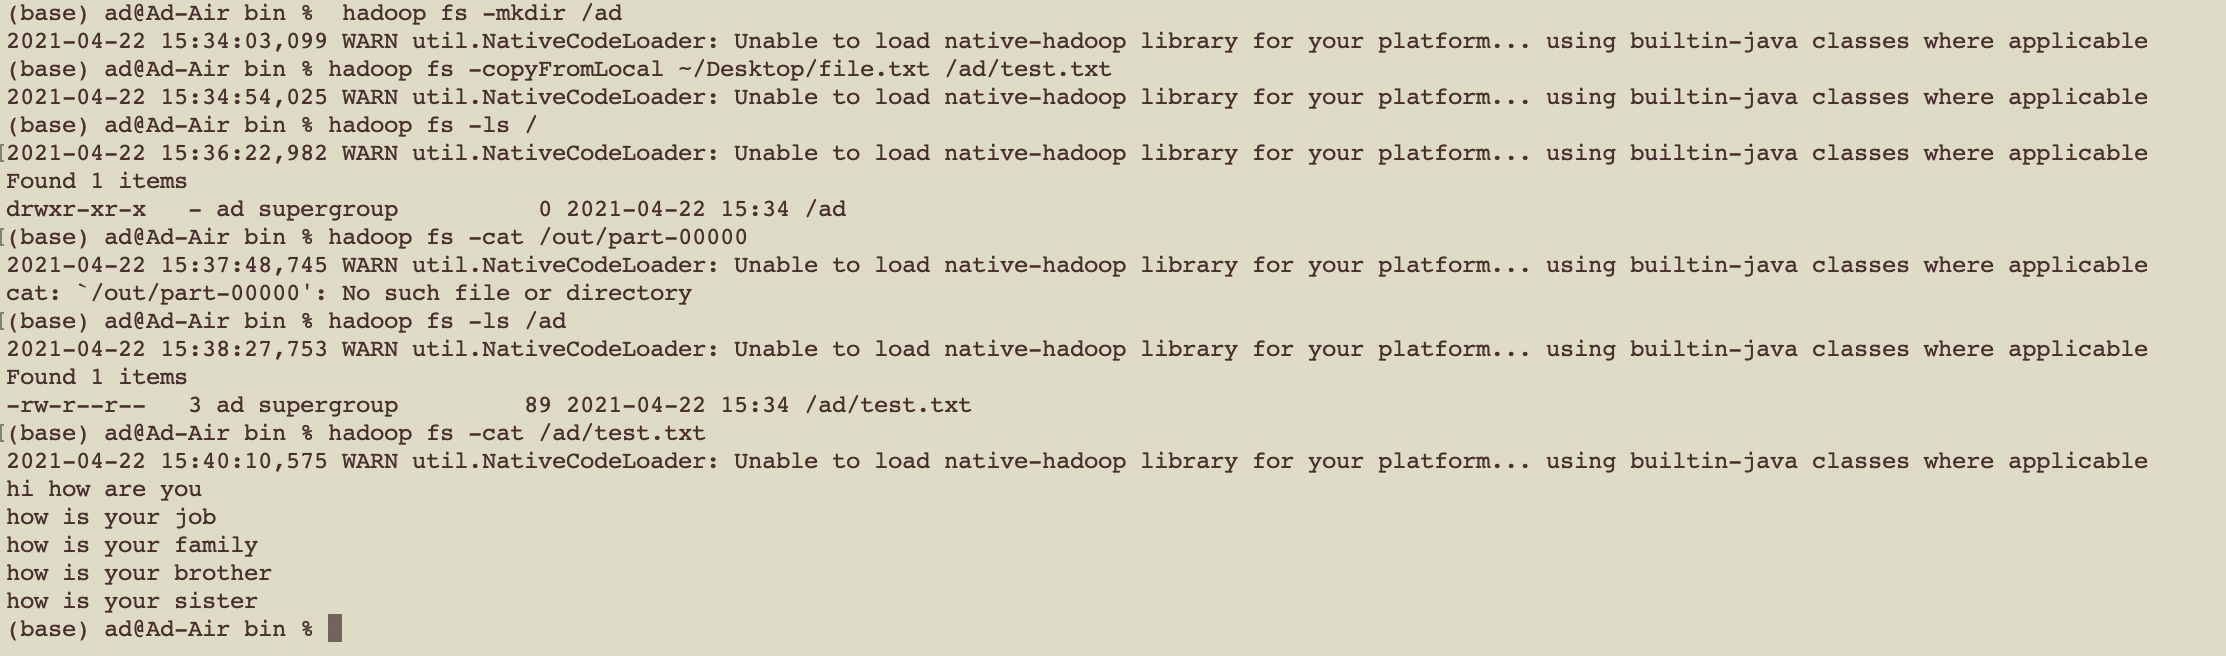 (base) ad@Ad-Air bin %  hadoop fs -mkdir /ad
2021-04-22 15:34:03,099 WARN util.NativeCodeLoader: Unable to load native-hadoop library for your platform... using builtin-java classes where applicable
(base) ad@Ad-Air bin % hadoop fs -copyFromLocal ~/Desktop/file.txt /ad/test.txt
2021-04-22 15:34:54,025 WARN util.NativeCodeLoader: Unable to load native-hadoop library for your platform... using builtin-java classes where applicable
(base) ad@Ad-Air bin % hadoop fs -ls /
[2021-04-22 15:36:22,982 WARN util.NativeCodeLoader: Unable to load native-hadoop library for your platform... using builtin-java classes where applicable
Found 1 items
drwxr-xr-x   - ad supergroup          0 2021-04-22 15:34 /ad
[(base) ad@Ad-Air bin % hadoop fs -cat /out/part-00000
2021-04-22 15:37:48,745 WARN util.NativeCodeLoader: Unable to load native-hadoop library for your platform... using builtin-java classes where applicable
cat: `/out/part-00000': No such file or directory
[(base) ad@Ad-Air bin % hadoop fs -ls /ad
2021-04-22 15:38:27,753 WARN util.NativeCodeLoader: Unable to load native-hadoop library for your platform... using builtin-java classes where applicable
Found 1 items
-rw-r--r--   3 ad supergroup         89 2021-04-22 15:34 /ad/test.txt
[(base) ad@Ad-Air bin % hadoop fs -cat /ad/test.txt
2021-04-22 15:40:10,575 WARN util.NativeCodeLoader: Unable to load native-hadoop library for your platform... using builtin-java classes where applicable
hi how are you
how is your job
how is your family
how is your brother
how is your sister
(base) ad@Ad-Air bin %